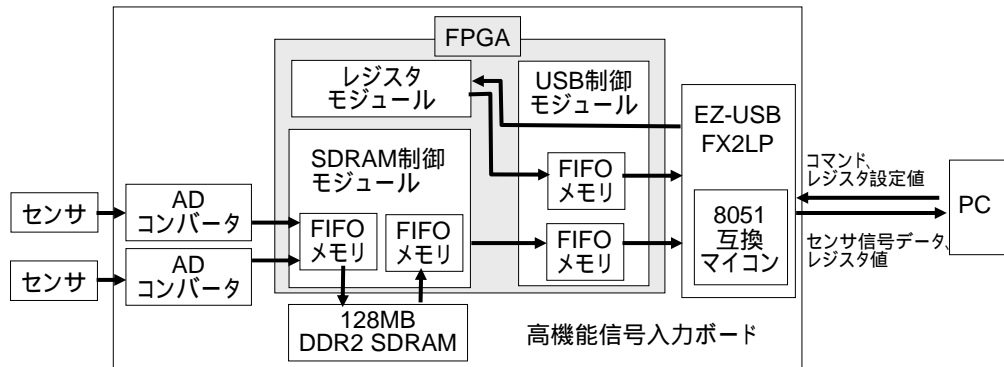 FPGA
レジスタ
モジュール
USB制御
モジュール
EZ-USB
FX2LP
SDRAM制御
モジュール
FIFO
メモリ
FIFO
メモリ
FIFO
メモリ
FIFO
メモリ
8051
互換
マイコン
センサ
AD
コンバータ
センサ
AD
コンバータ
128MB
DDR2 SDRAM
高機能信号入力ボード
コマンド、
レジスタ設定値
センサ信号データ、
レジスタ値
PC